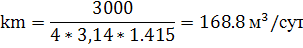 km = 3000 / 4 * 3,14 * 1.415 = 168.8 м³/сут